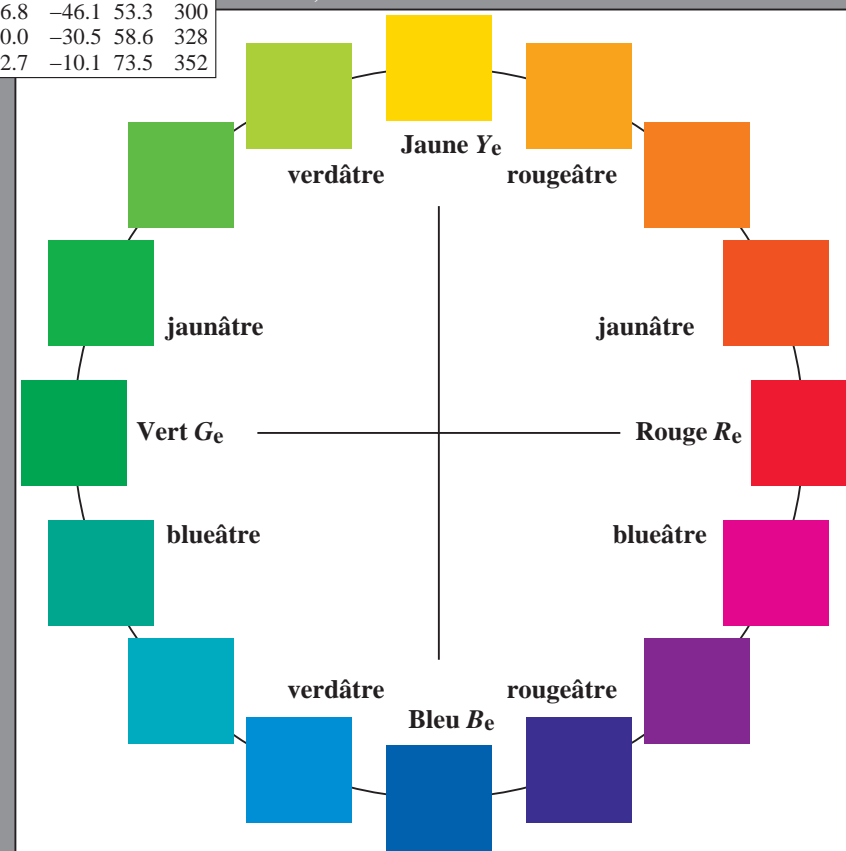 6.8 −46.1 53.3 300
0.0 −30.5 58.6 328
2.7 −10.1 73.5 352
Jaune Ye
verdâtre rougeâtre
jaunâtre jaunâtre
Vert Ge Rouge Re
blueâtre blueâtre
verdâtre rougeâtre
Bleu Be